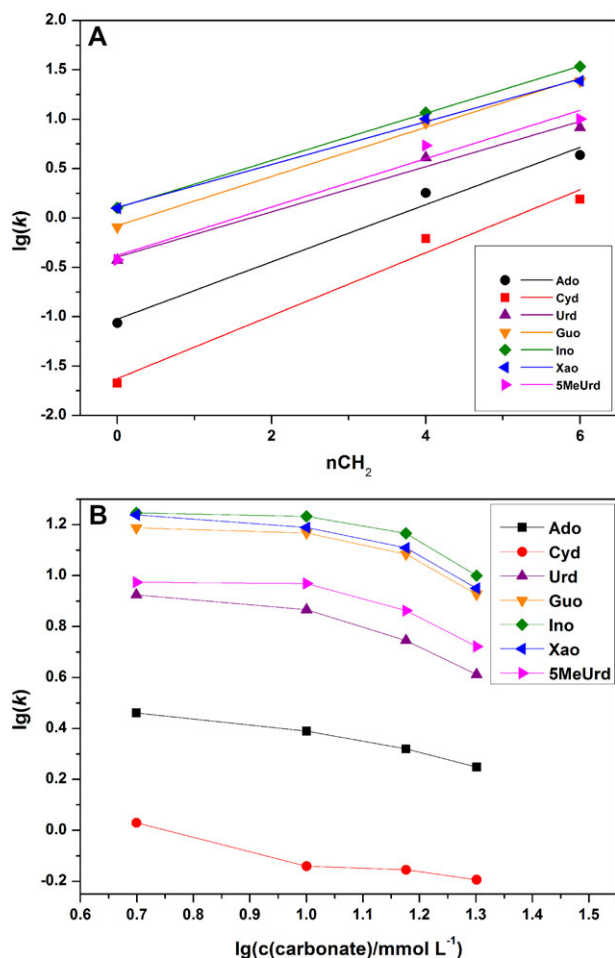 A
2.0
1.5
1.0
0.5
0.0
-0.5
-1.0
-1.5
-2.0
lg(k)
Ado
Cyd
Urd
Guo
Ino
Xao
5MeUrd
0 2 4 6
nCH₂
B
1.2
1.0
0.8
0.6
0.4
0.2
0.0
-0.2
lg(k)
Ado
Cyd
Urd
Guo
Ino
Xao
5MeUrd
0.6 0.7 0.8 0.9 1.0 1.1 1.2 1.3 1.4 1.5
lg(c(carbonate)/mmol L⁻¹)